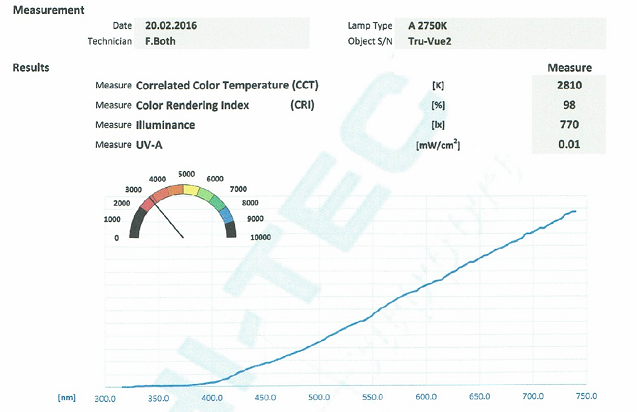 Measurement
Date 20.02.2016 Lamp Type A 2750K
Technician F.Both Object S/N Tru-Vue2
Results Measure
Measure Correlated Color Temperature (CCT) [K] 2810
Measure Color Rendering Index (CRI) [%] 98
Measure Illuminance [lx] 770
Measure UV-A [mW/cm²] 0.01
0 1000 2000 3000 4000 5000 6000 7000 8000 9000 10000
[nm] 300.0 350.0 400.0 450.0 500.0 550.0 600.0 650.0 700.0 750.0